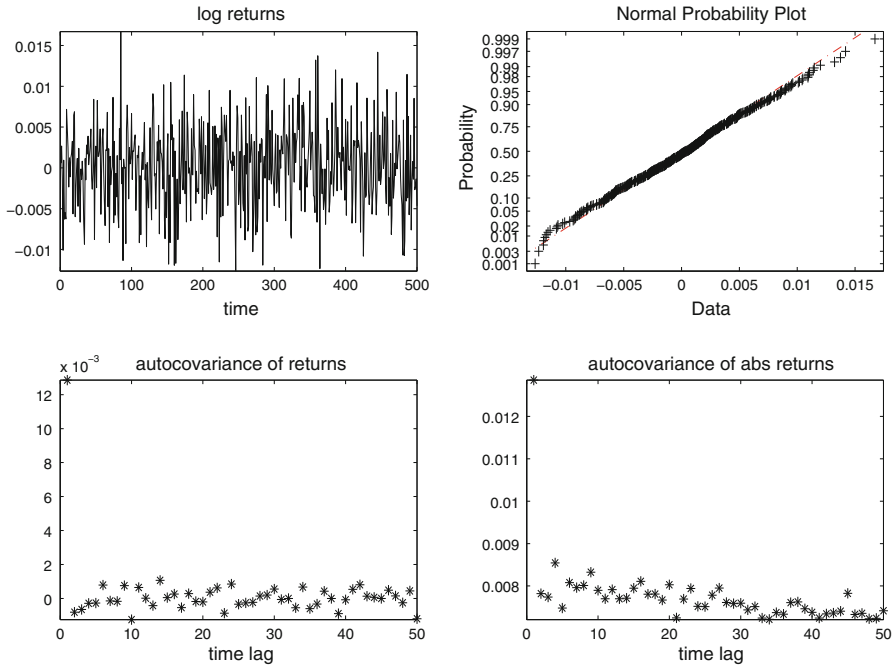 log returns
0.015
0.01
0.005
0
−0.005
−0.01
0 100 200 300 400 500
time
Normal Probability Plot
Probability
0.999
0.997
0.99
0.98
0.95
0.90
0.75
0.50
0.25
0.10
0.05
0.02
0.01
0.003
0.001
−0.01 −0.005 0 0.005 0.01 0.015
Data
autocovariance of returns
x 10⁻³
12
10
8
6
4
2
0
0 10 20 30 40 50
time lag
autocovariance of abs returns
0.012
0.011
0.01
0.009
0.008
0 10 20 30 40 50
time lag